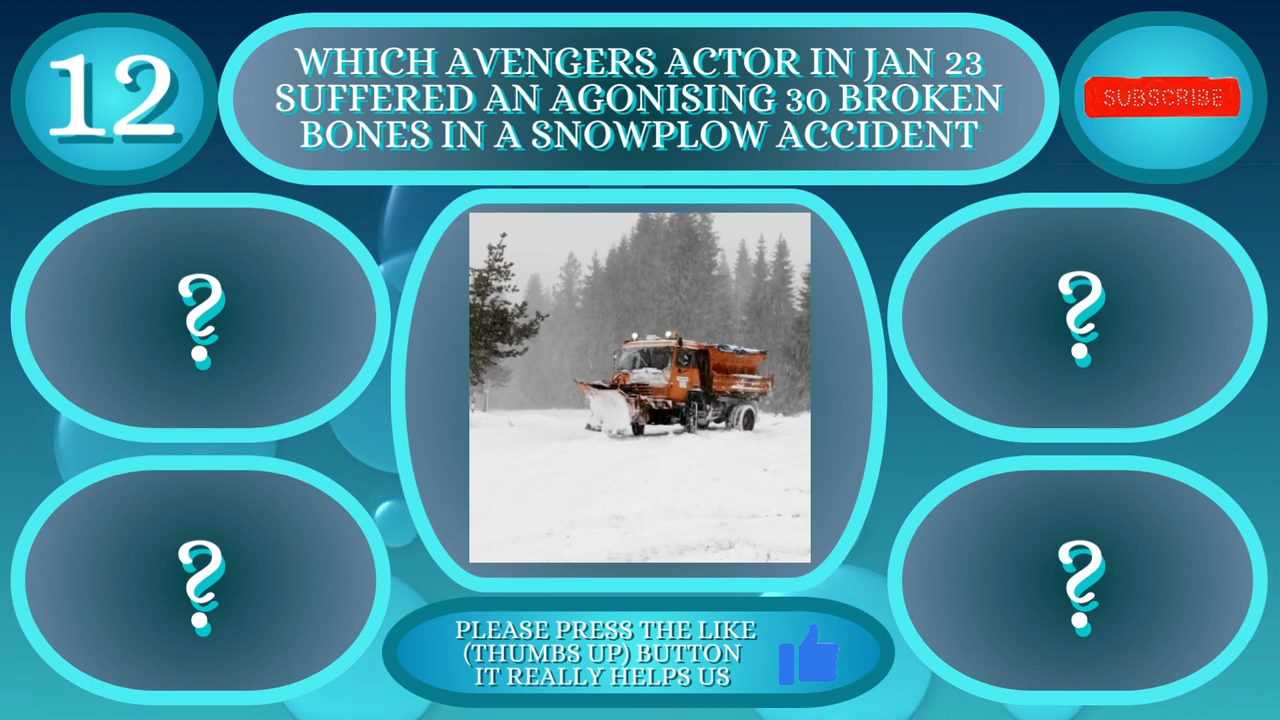 12
WHICH AVENGERS ACTOR IN JAN 23
SUFFERED AN AGONISING 30 BROKEN
BONES IN A SNOWPLOW ACCIDENT
SUBSCRIBE
?
?
?
?
PLEASE PRESS THE LIKE
(THUMBS UP) BUTTON
IT REALLY HELPS US